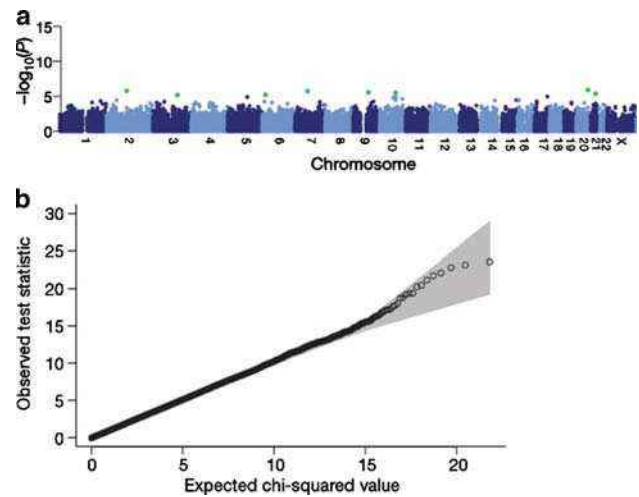 a
−log₁₀(P)
15
10
5
0
1 2 3 4 5 6 7 8 9 10 11 12 13 14 15 16 17 18 19 20 21 22 X
Chromosome
b
Observed test statistic
30
25
20
15
10
5
0
0 5 10 15 20
Expected chi-squared value